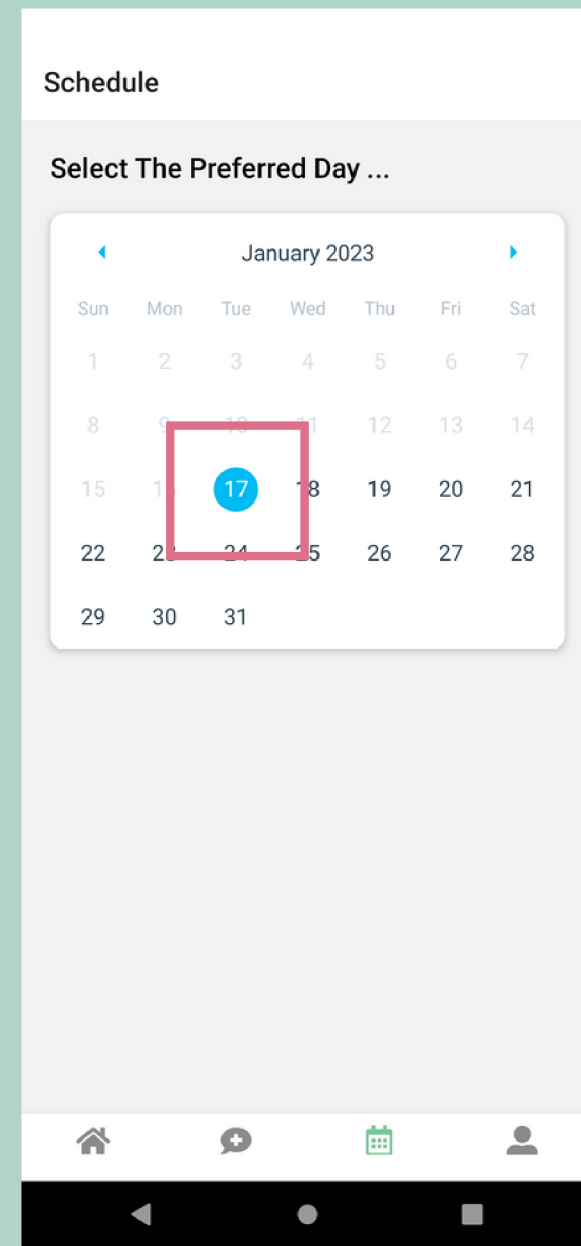 Schedule
Select The Preferred Day ...
January 2023
Sun Mon Tue Wed Thu Fri Sat
1 2 3 4 5 6 7
8 9 10 11 12 13 14
15 16 17 18 19 20 21
22 23 24 25 26 27 28
29 30 31